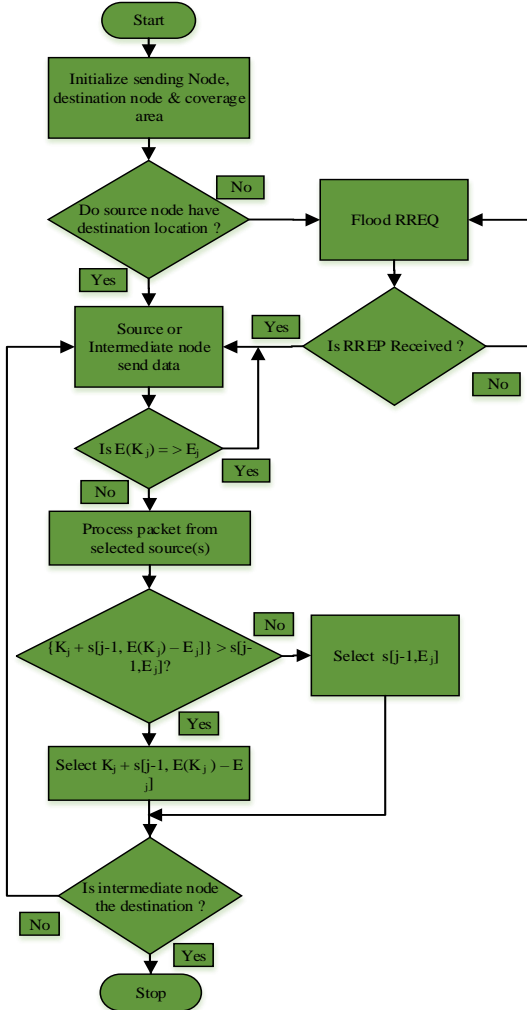 Start
Initialize sending Node,
destination node & coverage
area
No
Do source node have
destination location ?
Flood RREQ
Yes
Source or
Intermediate node
send data
Yes
Is RREP Received ?
No
Is E(K j) = > Ej
Yes
No
Process packet from
selected source(s)
No
{Kj + s[j-1, E(Kj) – Ej]} > s[j-
1,Ej]?
Select s[j-1,Ej]
Yes
Select Kj + s[j-1, E(Kj ) – E
j]
Is intermediate node
the destination ?
No
Yes
Stop